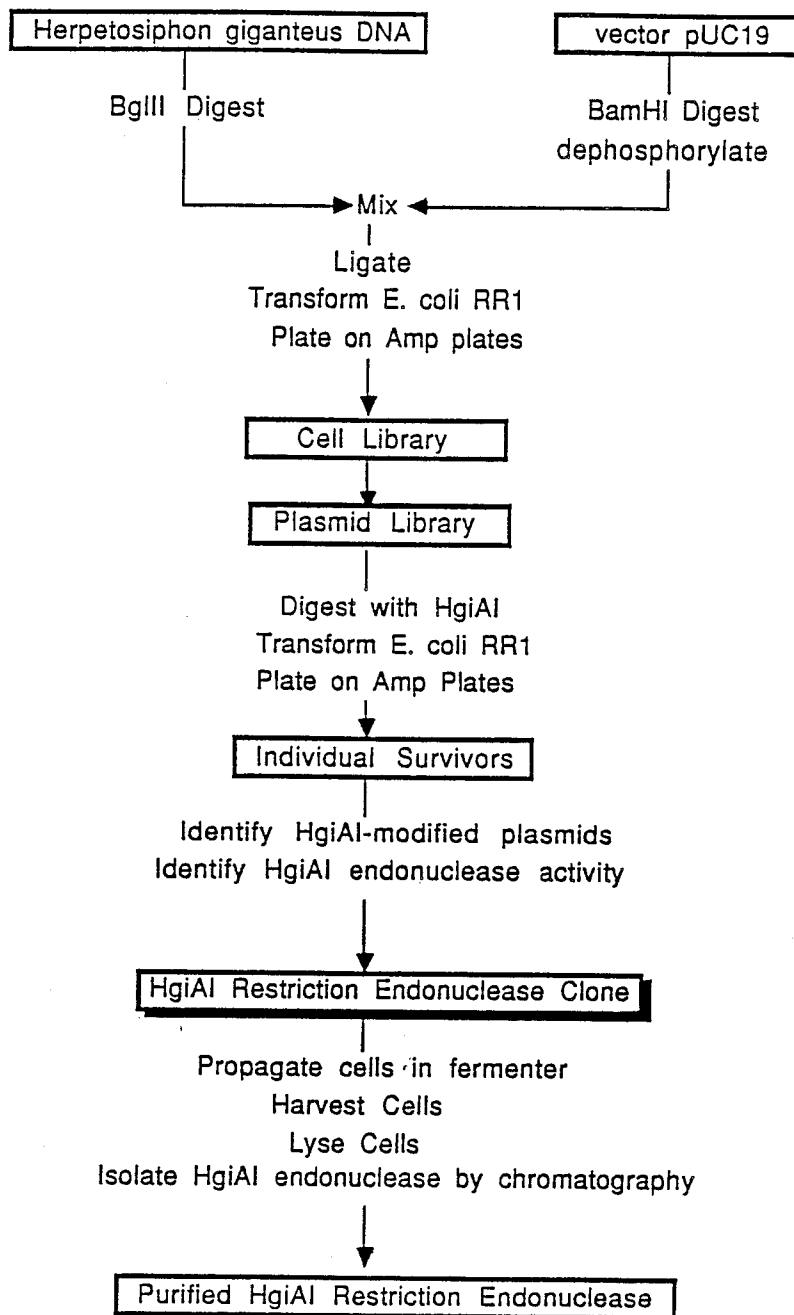 Herpetosiphon giganteus DNA
vector pUC19
BglII Digest
BamHI Digest
dephosphorylate
Mix
Ligate
Transform E. coli RR1
Plate on Amp plates
Cell Library
Plasmid Library
Digest with HgiAI
Transform E. coli RR1
Plate on Amp Plates
Individual Survivors
Identify HgiAI-modified plasmids
Identify HgiAI endonuclease activity
HgiAI Restriction Endonuclease Clone
Propagate cells in fermenter
Harvest Cells
Lyse Cells
Isolate HgiAI endonuclease by chromatography
Purified HgiAI Restriction Endonuclease